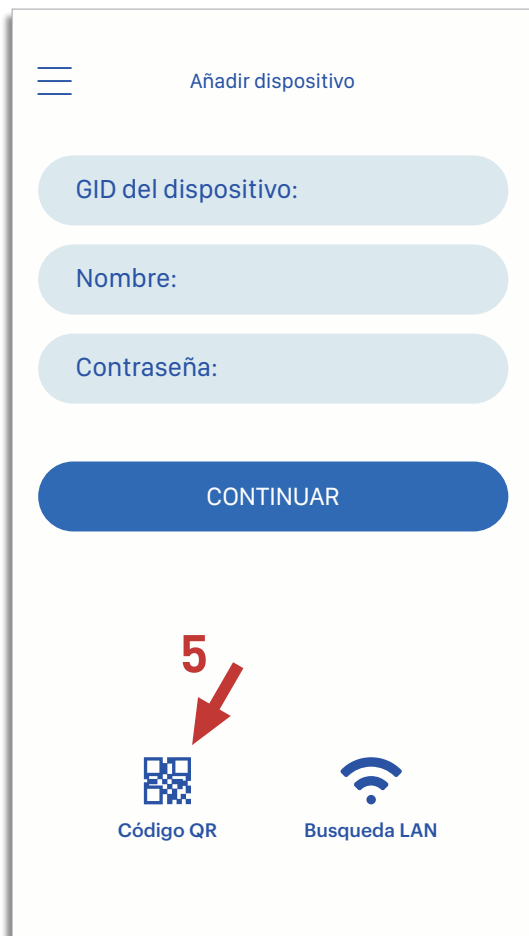 Añadir dispositivo
GID del dispositivo:
Nombre:
Contraseña:
CONTINUAR
5
Código QR
Busqueda LAN